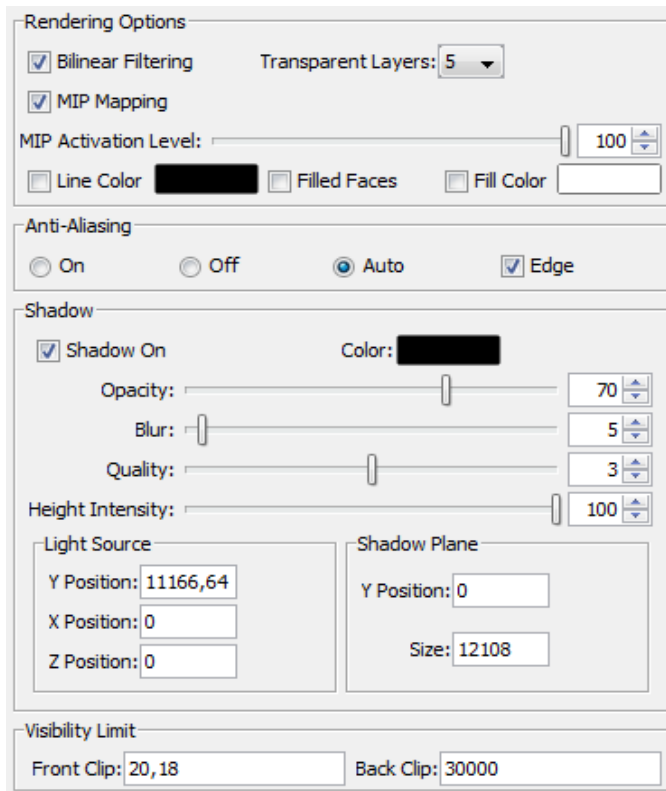 Rendering Options
Bilinear Filtering Transparent Layers: 5
MIP Mapping
MIP Activation Level: 100
Line Color Filled Faces Fill Color
Anti-Aliasing
On Off Auto Edge
Shadow
Shadow On Color:
Opacity: 70
Blur: 5
Quality: 3
Height Intensity: 100
Light Source
Y Position: 11166,64
X Position: 0
Z Position: 0
Shadow Plane
Y Position: 0
Size: 12108
Visibility Limit
Front Clip: 20,18 Back Clip: 30000